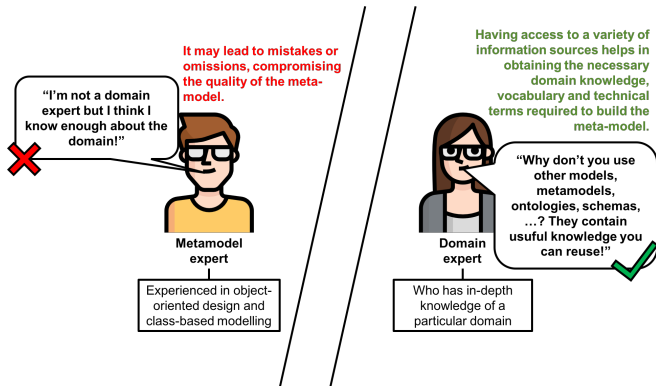 It may lead to mistakes or
omissions, compromising
the quality of the meta-
model.
“I’m not a domain
expert but I think I
know enough about the
domain!”
Metamodel
expert
Experienced in object-
oriented design and
class-based modelling
Having access to a variety of
information sources helps in
obtaining the necessary
domain knowledge,
vocabulary and technical
terms required to build the
meta-model.
“Why don’t you use
other models,
metamodels,
ontologies, schemas,
…? They contain
usuful knowledge you
can reuse!”
Domain
expert
Who has in-depth
knowledge of a
particular domain